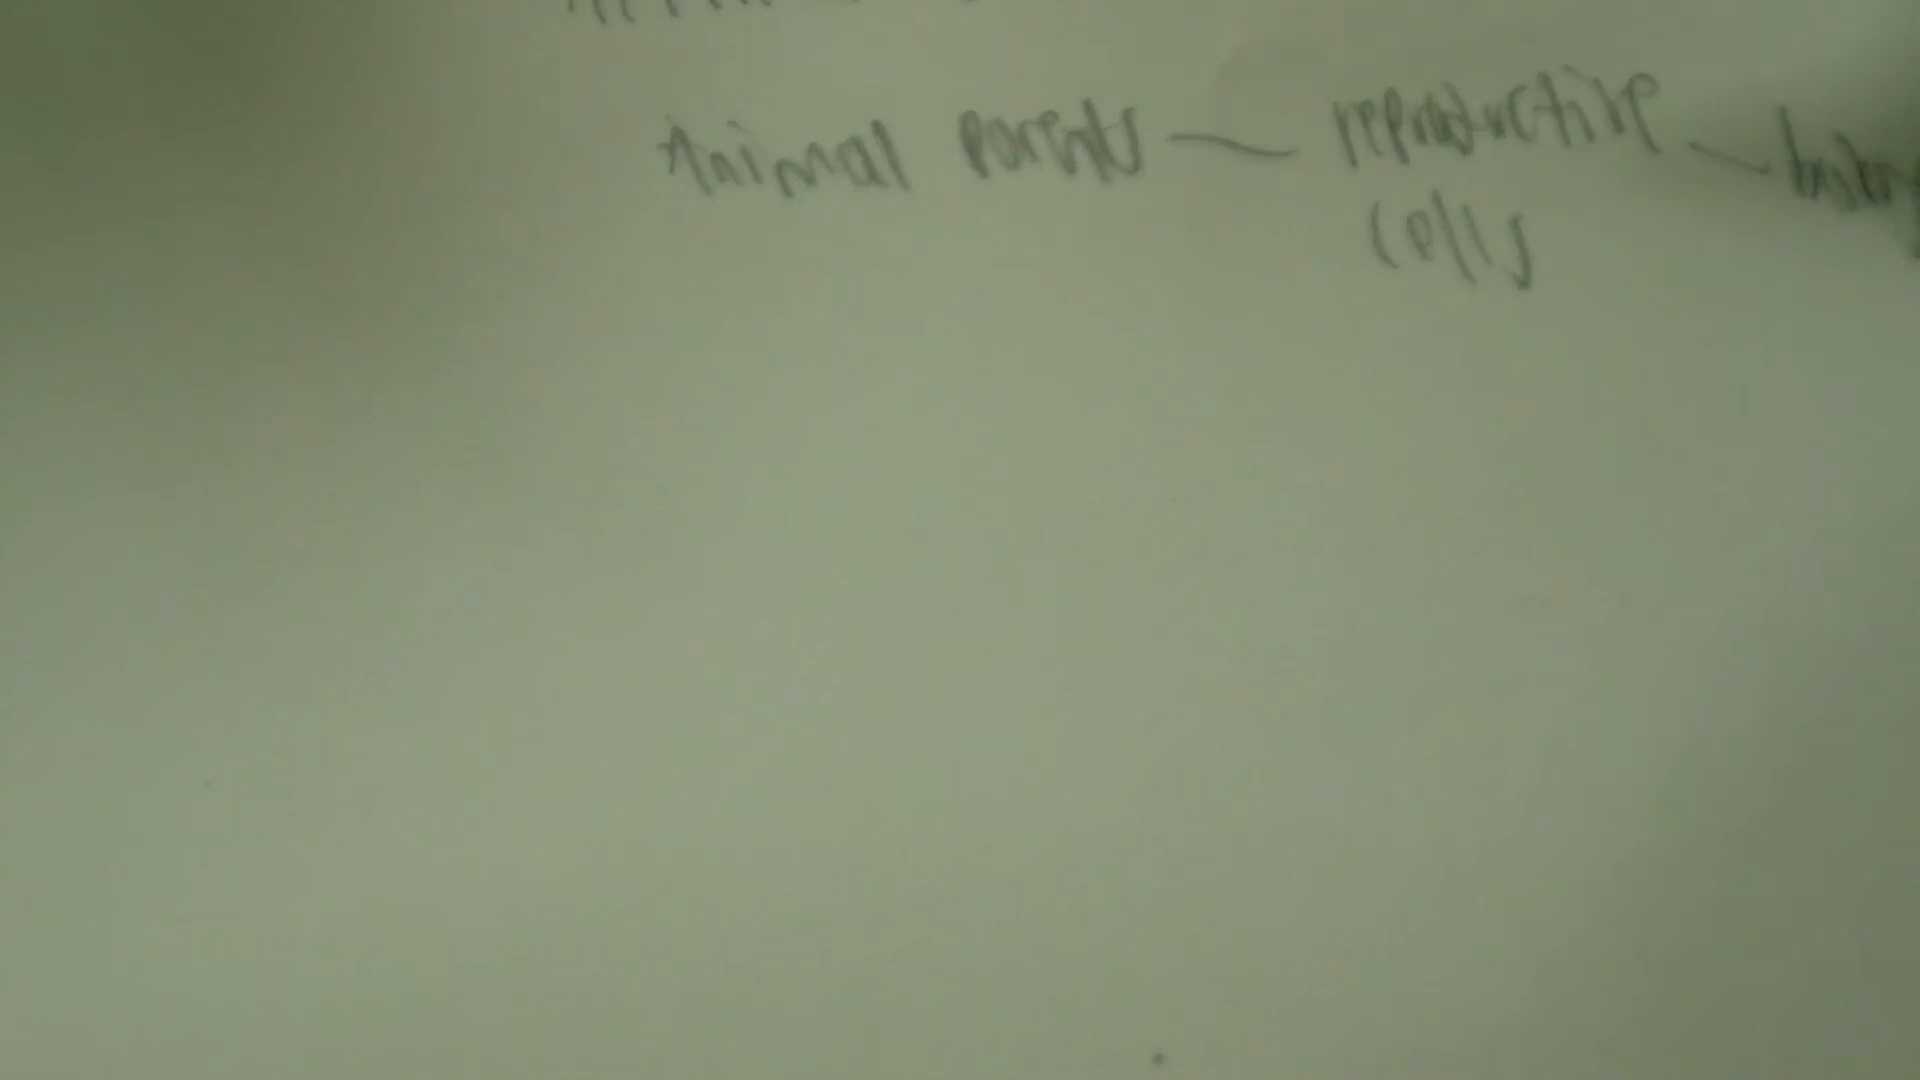 Animal parents — reproductive —
cells